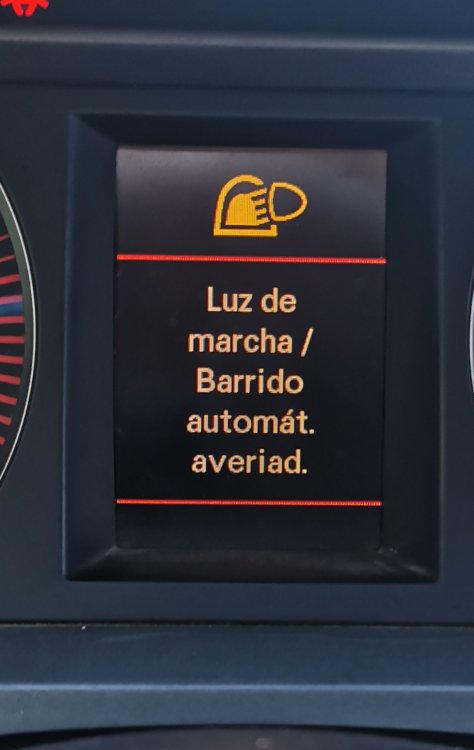 Luz de
marcha /
Barrido
automát.
averiad.